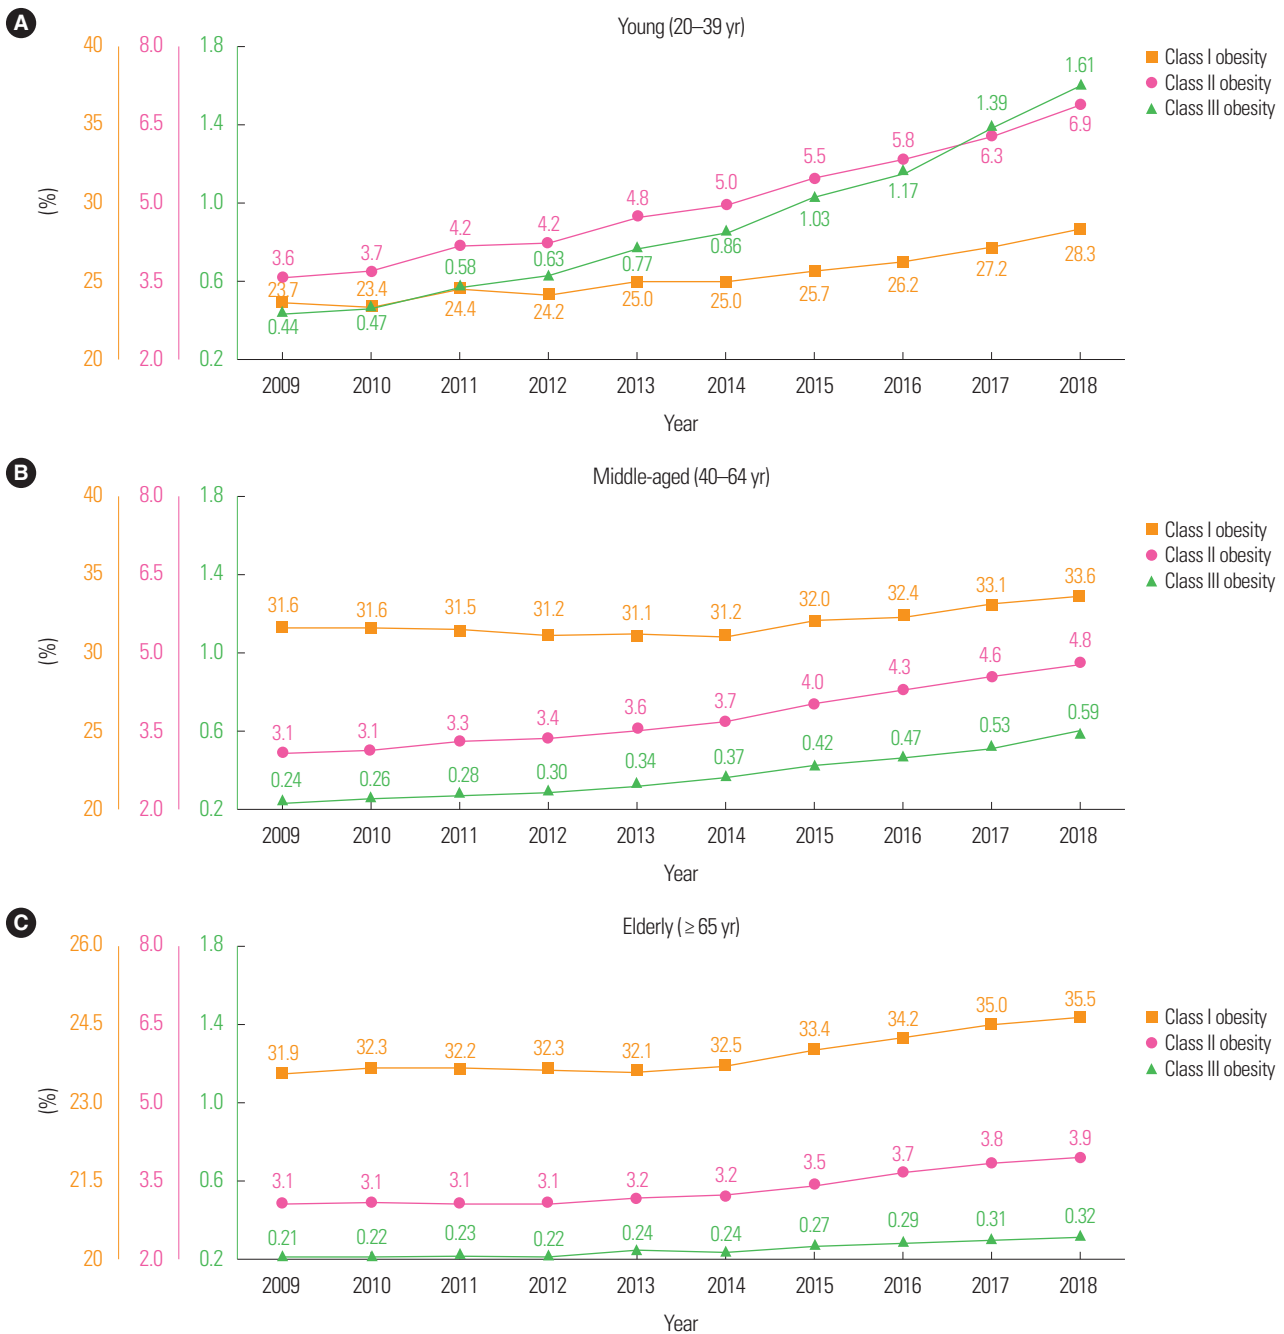 A
Young (20–39 yr)
40 8.0 1.8
35 6.5 1.4
30 5.0 1.0
25 3.5 0.6
20 2.0 0.2
(%)
3.6 3.7 4.2 4.2 4.8 5.0 5.5 5.8 6.3 6.9
23.7 23.4 24.4 24.2 25.0 25.0 25.7 26.2 27.2 28.3
0.44 0.47 0.58 0.63 0.77 0.86 1.03 1.17 1.39 1.61
2009 2010 2011 2012 2013 2014 2015 2016 2017 2018
Year
Class I obesity
Class II obesity
Class III obesity
B
Middle-aged (40–64 yr)
40 8.0 1.8
35 6.5 1.4
30 5.0 1.0
25 3.5 0.6
20 2.0 0.2
(%)
31.6 31.6 31.5 31.2 31.1 31.2 32.0 32.4 33.1 33.6
3.1 3.1 3.3 3.4 3.6 3.7 4.0 4.3 4.6 4.8
0.24 0.26 0.28 0.30 0.34 0.37 0.42 0.47 0.53 0.59
2009 2010 2011 2012 2013 2014 2015 2016 2017 2018
Year
Class I obesity
Class II obesity
Class III obesity
C
Elderly (≥ 65 yr)
26.0 8.0 1.8
24.5 6.5 1.4
23.0 5.0 1.0
21.5 3.5 0.6
20 2.0 0.2
(%)
31.9 32.3 32.2 32.3 32.1 32.5 33.4 34.2 35.0 35.5
3.1 3.1 3.1 3.1 3.2 3.2 3.5 3.7 3.8 3.9
0.21 0.22 0.23 0.22 0.24 0.24 0.27 0.29 0.31 0.32
2009 2010 2011 2012 2013 2014 2015 2016 2017 2018
Year
Class I obesity
Class II obesity
Class III obesity